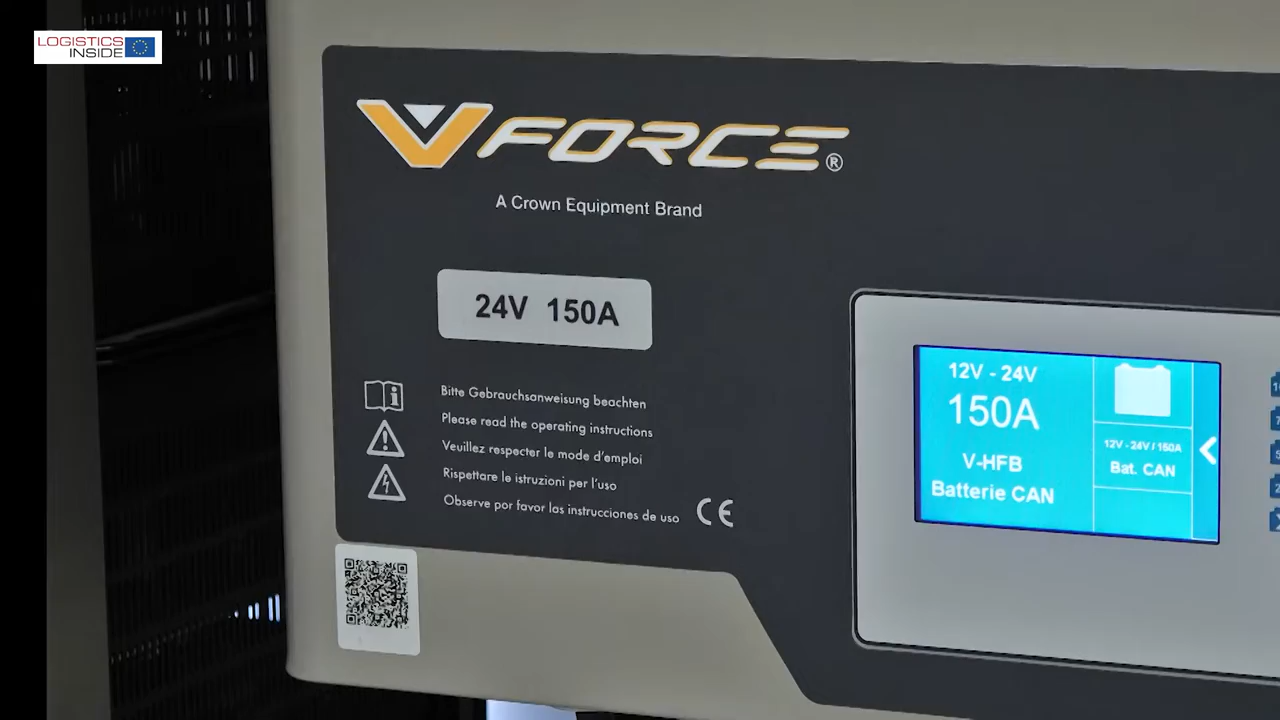 LOGISTICS
INSIDE
V FORCE®
A Crown Equipment Brand
24V 150A
Bitte Gebrauchsanweisung beachten
Please read the operating instructions
Veuillez respecter le mode d'emploi
Rispettare le istruzioni per l'uso
Observe por favor las instrucciones de uso
CE
12V - 24V
150A
V-HFB
Batterie CAN
12V - 24V / 150A
Bat. CAN